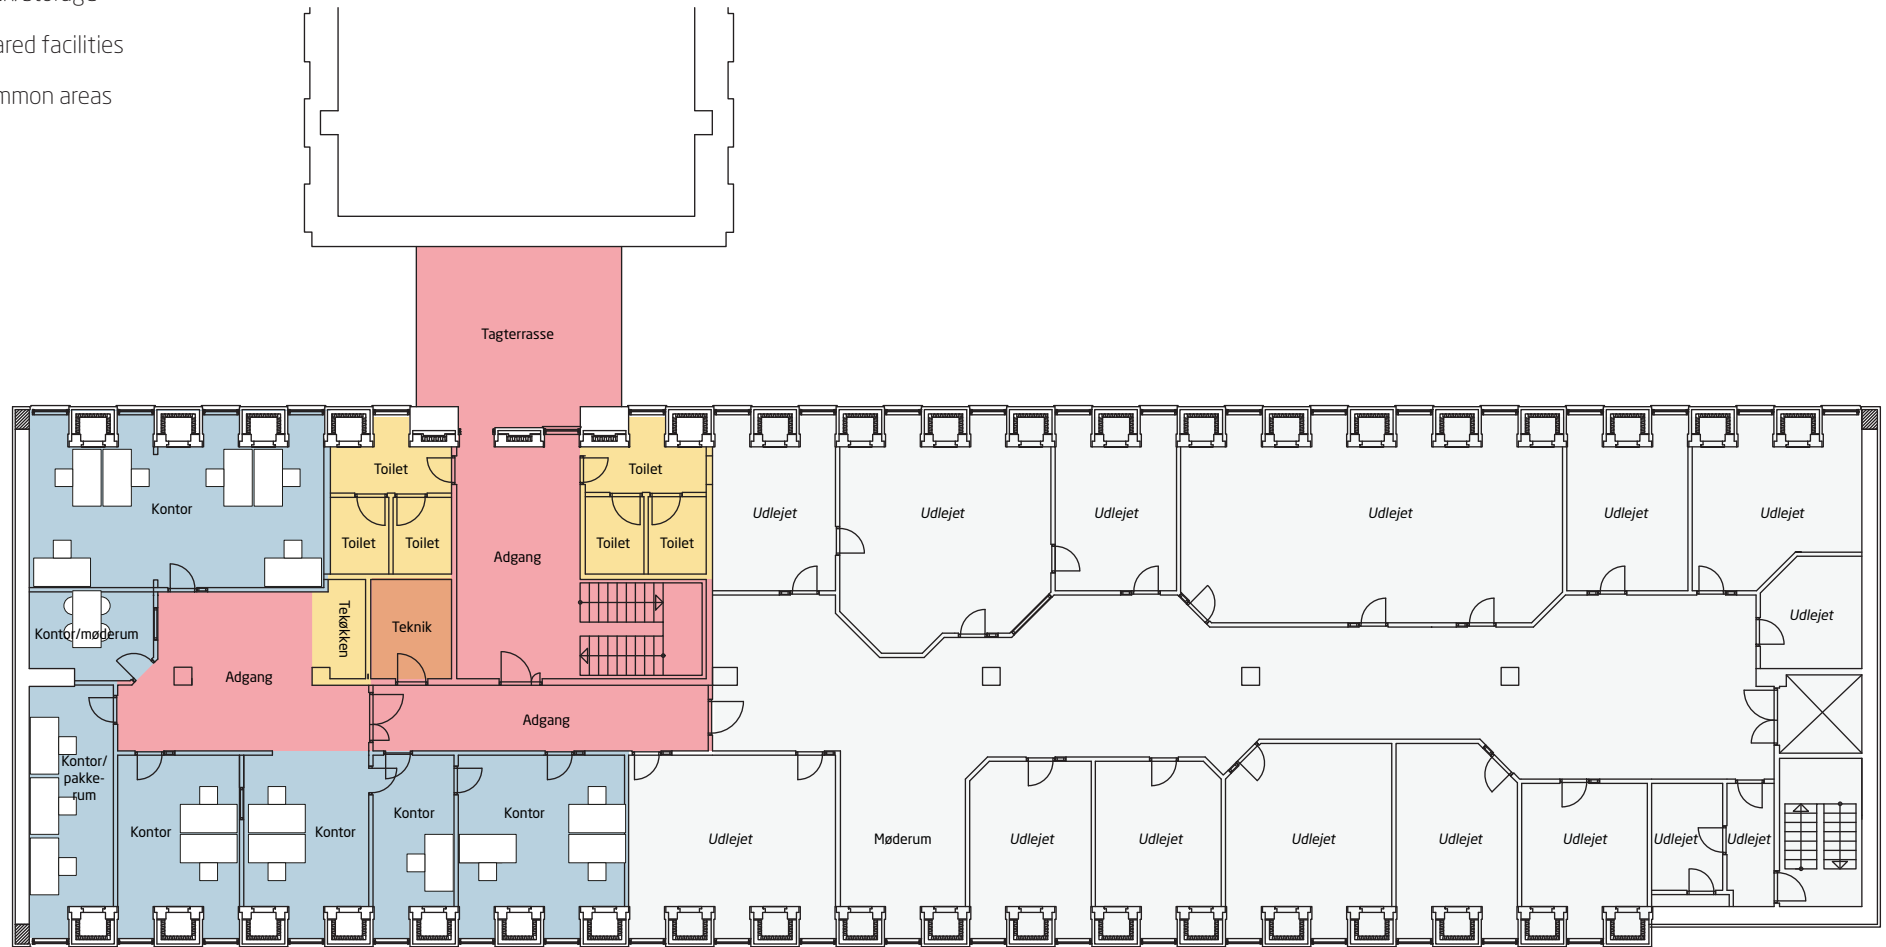 ared facilities
mmon areas
Tagterrasse
Toilet
Toilet
Kontor
Udlejet
Udlejet
Udlejet
Udlejet
Udlejet
Udlejet
Toilet
Toilet
Toilet
Toilet
Adgang
Tekøkken
Teknik
Kontor/møderum
Udlejet
Adgang
Adgang
Kontor/
pakke-
rum
Kontor
Kontor
Kontor
Kontor
Udlejet
Møderum
Udlejet
Udlejet
Udlejet
Udlejet
Udlejet
Udlejet
Udlejet